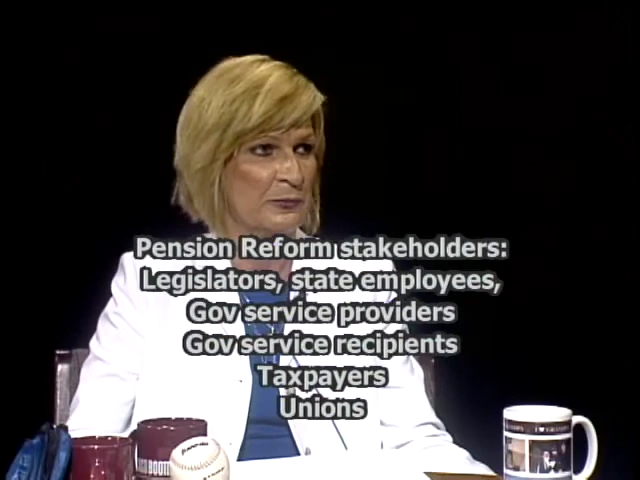 Pension Reform stakeholders:
Legislators, state employees,
Gov service providers
Gov service recipients
Taxpayers
Unions